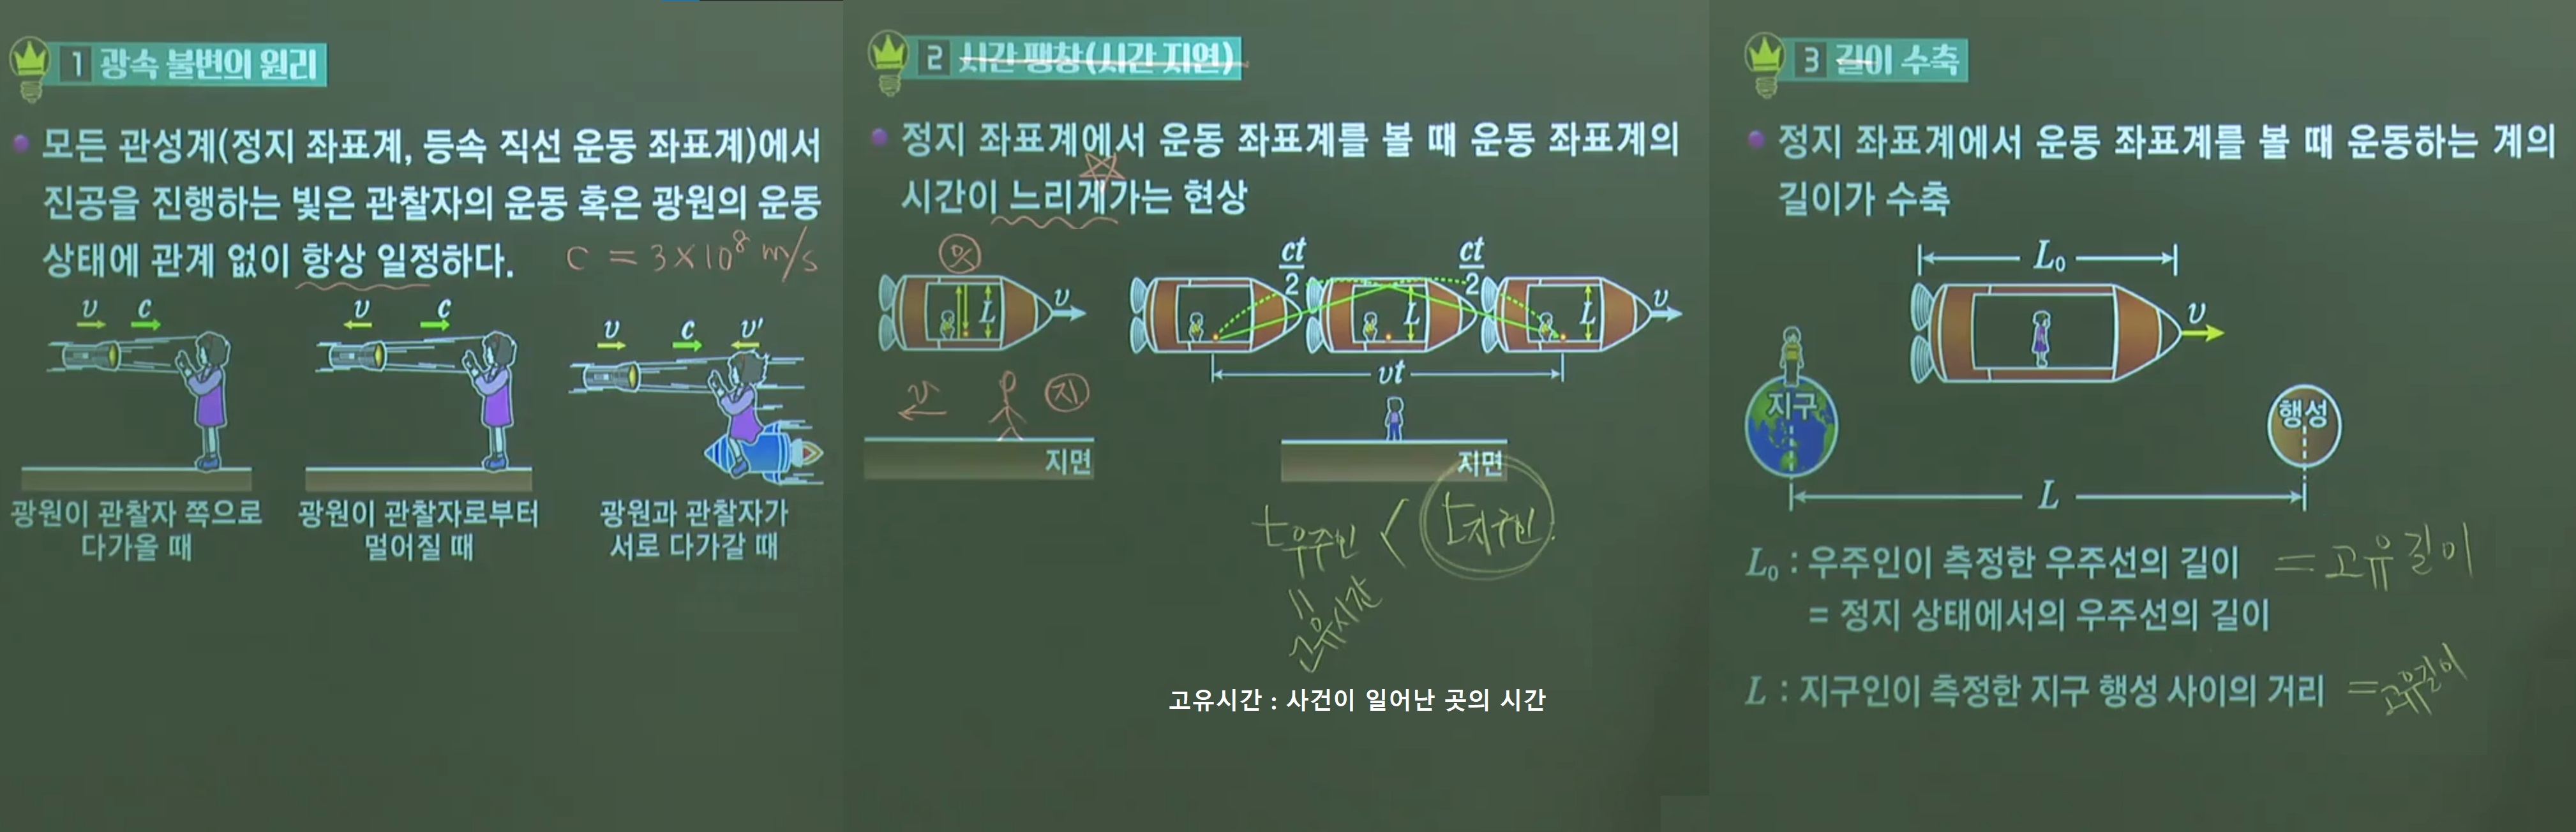 1 광속 불변의 원리
모든 관성계(정지 좌표계, 등속 직선 운동 좌표계)에서
진공을 진행하는 빛은 관찰자의 운동 혹은 광원의 운동
상태에 관계 없이 항상 일정하다.
c = 3×10⁸ m/s
v c
v c
v c v'
광원이 관찰자 쪽으로
다가올 때
광원이 관찰자로부터
멀어질 때
광원과 관찰자가
서로 다가갈 때
2 시간 팽창(시간 지연)
정지 좌표계에서 운동 좌표계를 볼 때 운동 좌표계의
시간이 느리게가는 현상
L v
v 지
지면
ct/2 ct/2
L L v
vt
지면
t우주인 < t지구인
=
고유시간
고유시간 : 사건이 일어난 곳의 시간
3 길이 수축
정지 좌표계에서 운동 좌표계를 볼 때 운동하는 계의
길이가 수축
L₀
v
지구
행성
L
L₀ : 우주인이 측정한 우주선의 길이 = 고유길이
= 정지 상태에서의 우주선의 길이
L : 지구인이 측정한 지구 행성 사이의 거리 = 고유길이